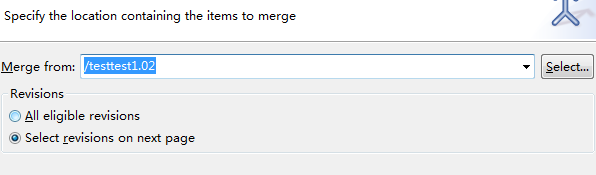 Specify the location containing the items to merge
Merge from: /testtest1.02 Select...
Revisions
All eligible revisions
Select revisions on next page